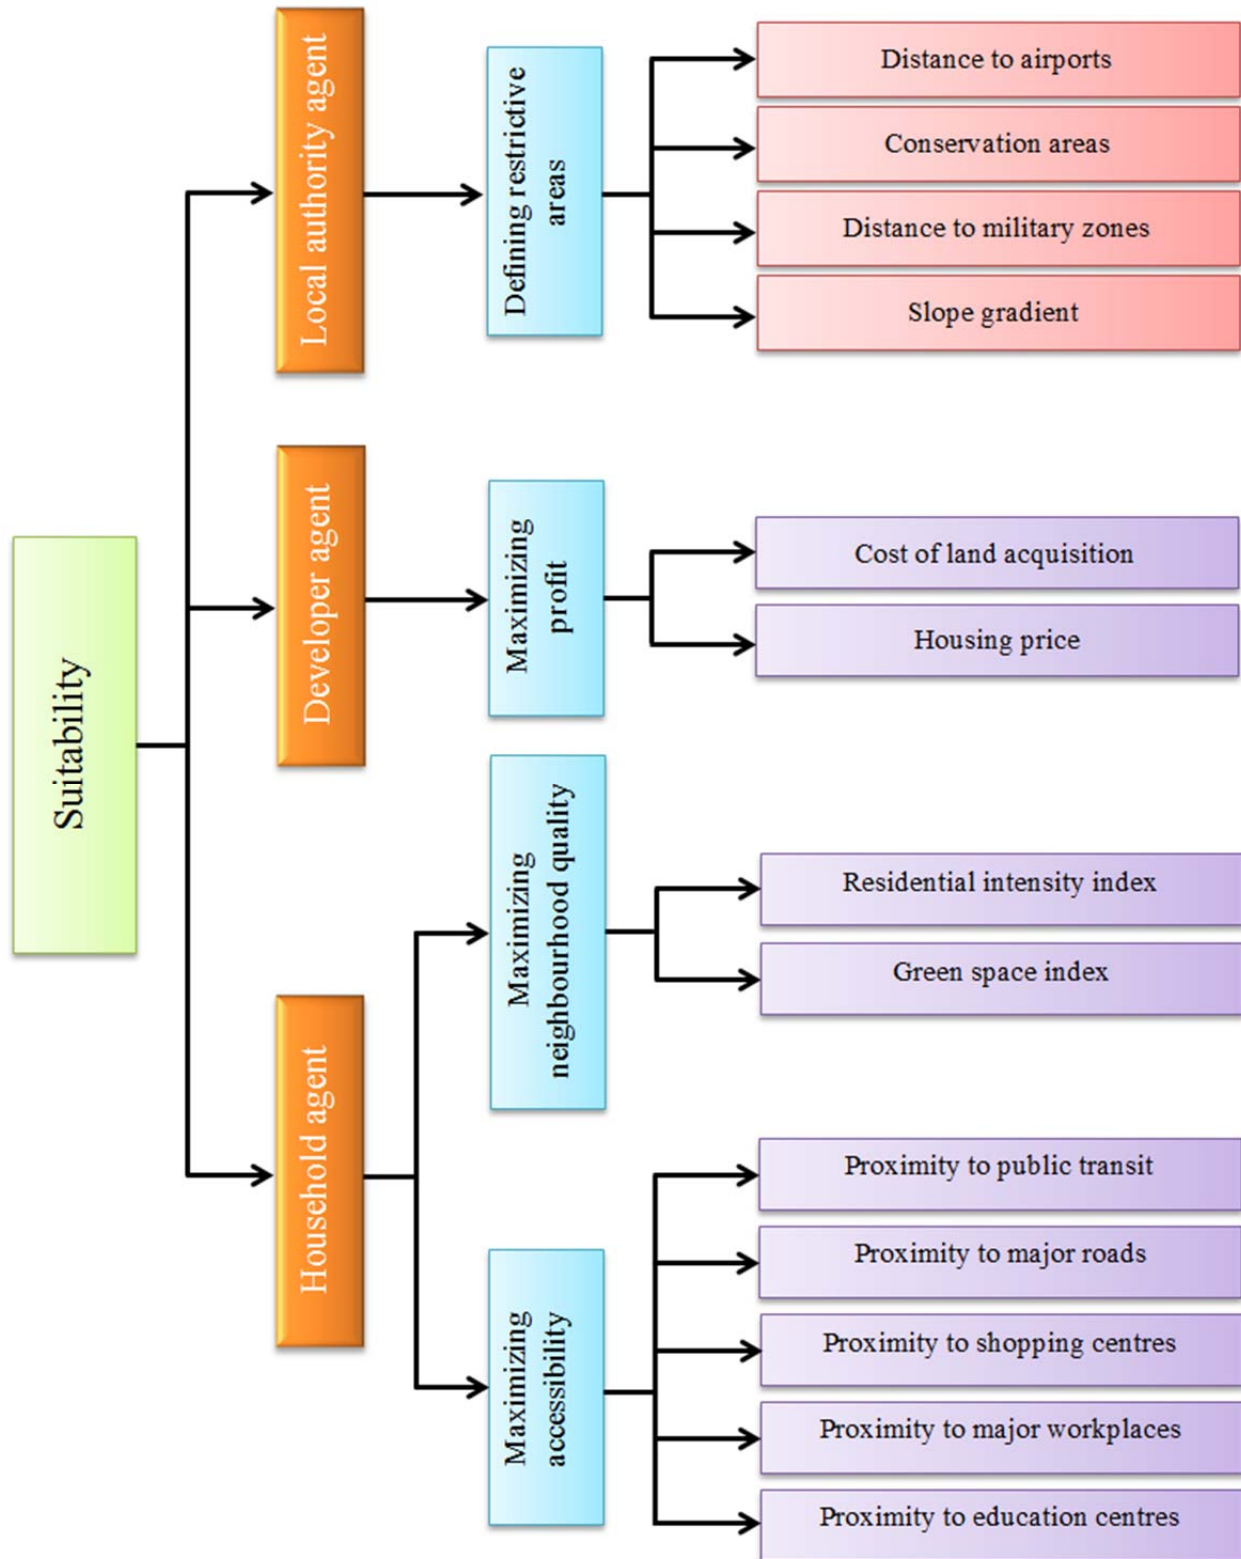 Suitability
Local authority agent
Defining restrictive
areas
Distance to airports
Conservation areas
Distance to military zones
Slope gradient
Developer agent
Maximizing
profit
Cost of land acquisition
Housing price
Household agent
Maximizing
neighbourhood quality
Residential intensity index
Green space index
Maximizing
accessibility
Proximity to public transit
Proximity to major roads
Proximity to shopping centres
Proximity to major workplaces
Proximity to education centres